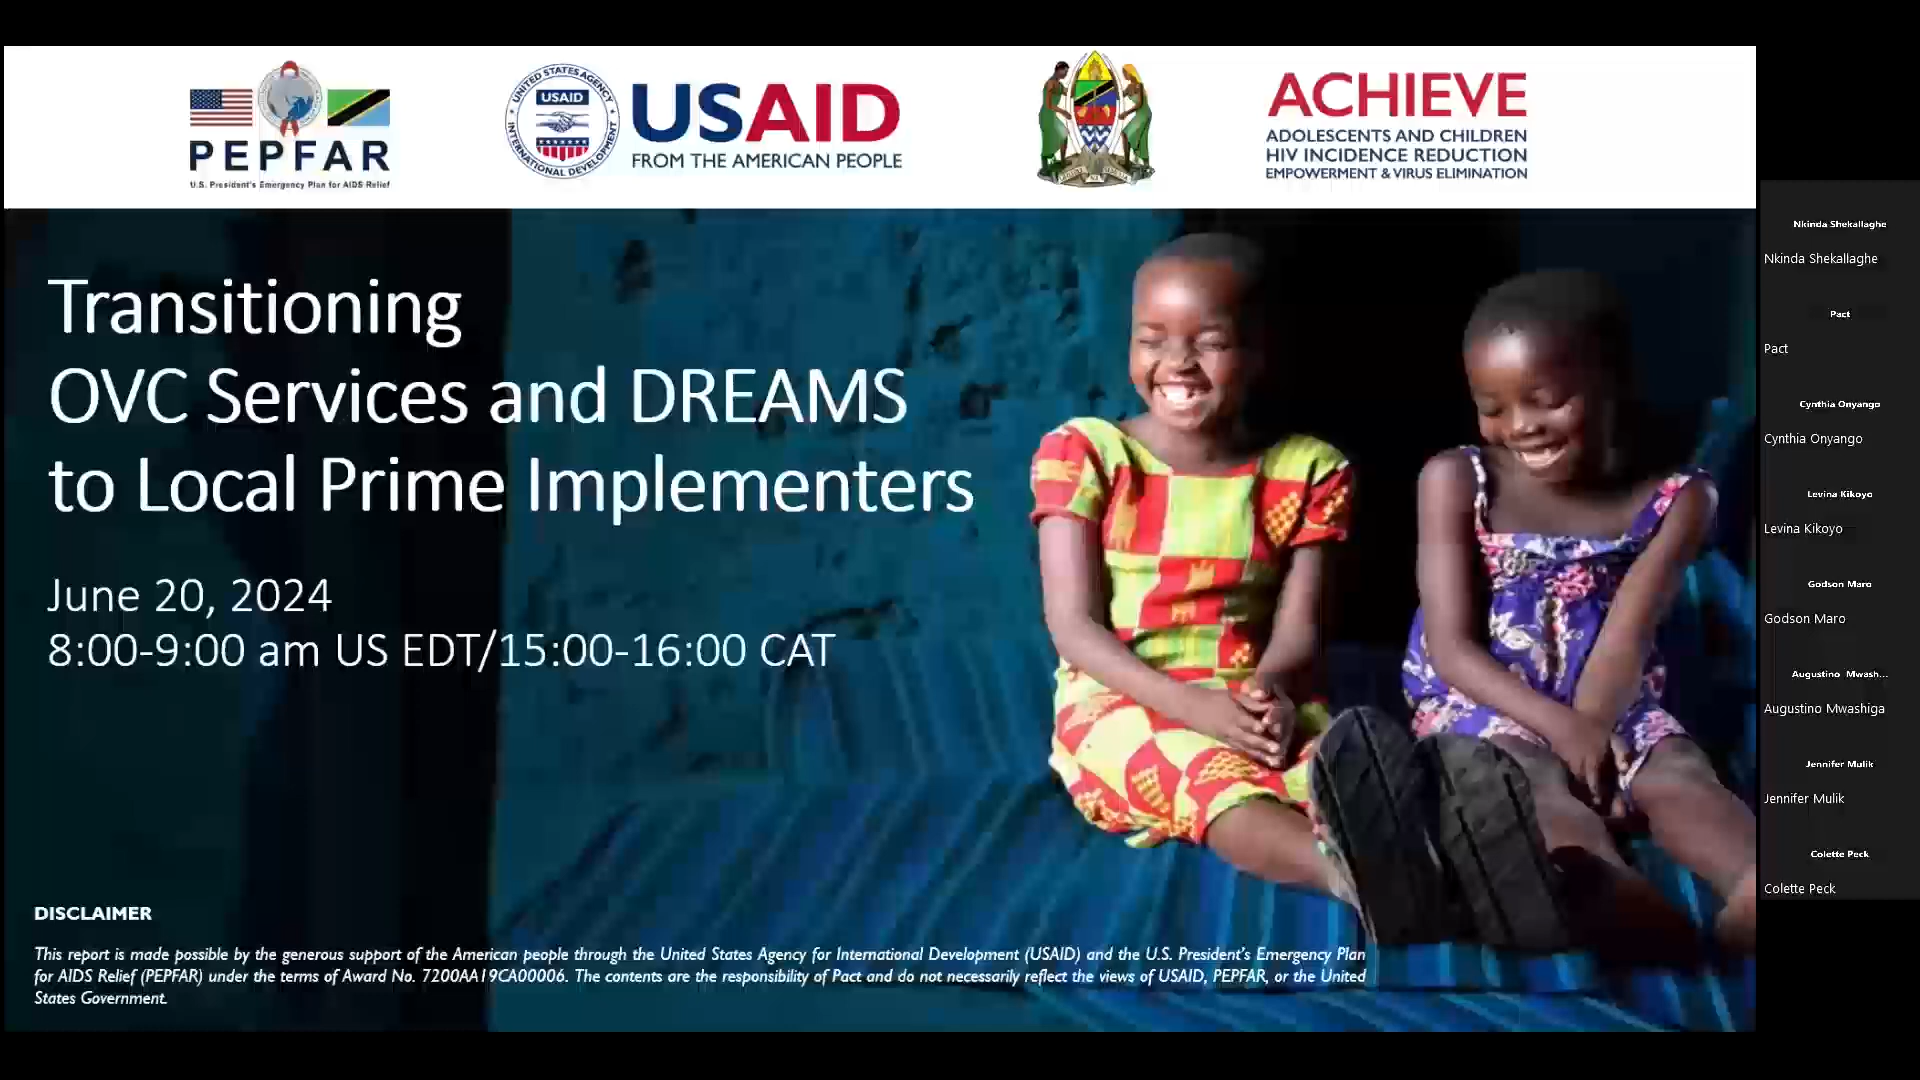 PEPFAR
U.S. President's Emergency Plan for AIDS Relief
UNITED STATES AGENCY
USAID
INTERNATIONAL DEVELOPMENT
USAID
FROM THE AMERICAN PEOPLE
ACHIEVE
ADOLESCENTS AND CHILDREN
HIV INCIDENCE REDUCTION
EMPOWERMENT & VIRUS ELIMINATION
Transitioning
OVC Services and DREAMS
to Local Prime Implementers
June 20, 2024
8:00-9:00 am US EDT/15:00-16:00 CAT
DISCLAIMER
This report is made possible by the generous support of the American people through the United States Agency for International Development (USAID) and the U.S. President's Emergency Plan
for AIDS Relief (PEPFAR) under the terms of Award No. 7200AA19CA00006. The contents are the responsibility of Pact and do not necessarily reflect the views of USAID, PEPFAR, or the United
States Government.
Nkinda Shekallaghe
Nkinda Shekallaghe
Pact
Pact
Cynthia Onyango
Cynthia Onyango
Levina Kikoyo
Levina Kikoyo
Godson Maro
Godson Maro
Augustino Mwash...
Augustino Mwashiga
Jennifer Mulik
Jennifer Mulik
Colette Peck
Colette Peck